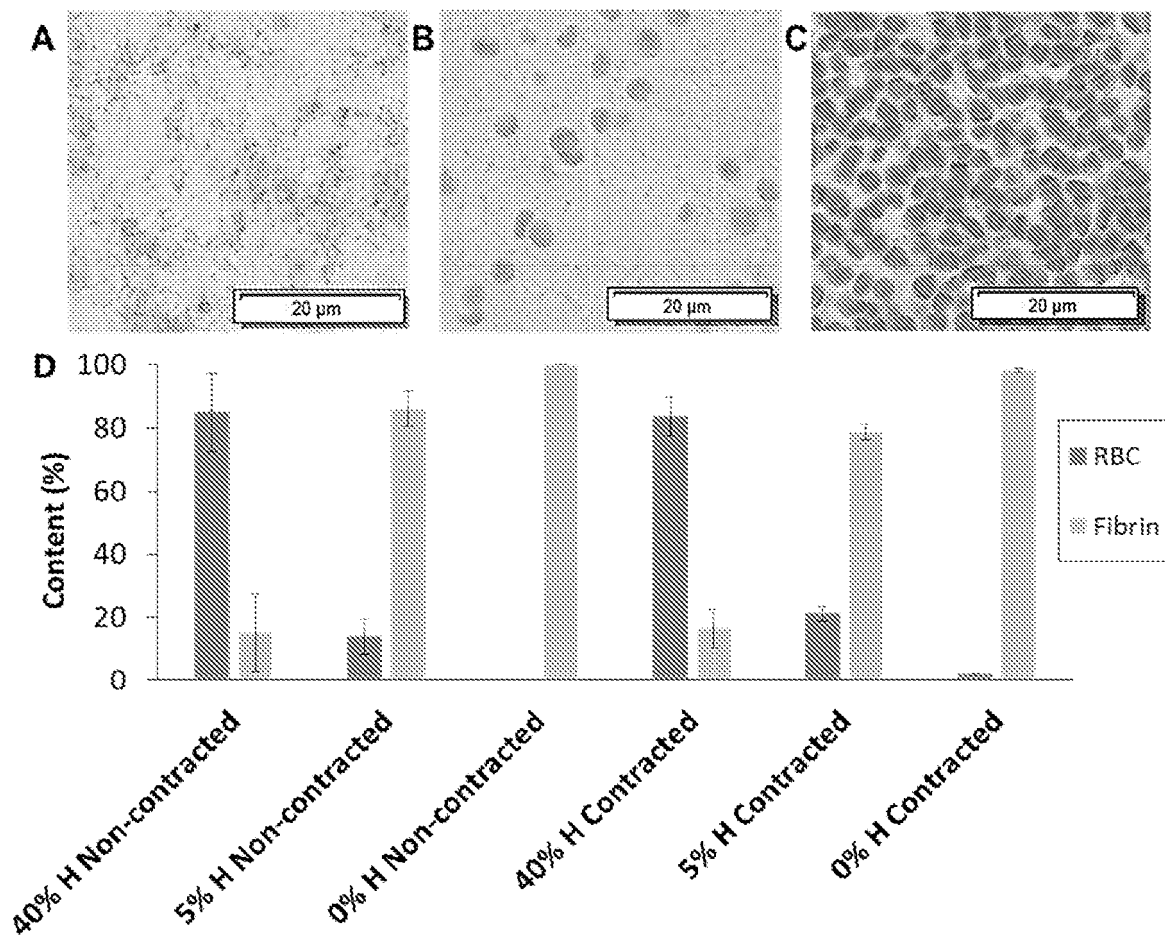 A
B
C
20 μm
20 μm
20 μm
D
100
80
60
40
20
0
Content (%)
RBC
Fibrin
40% H Non-contracted
5% H Non-contracted
0% H Non-contracted
40% H Contracted
5% H Contracted
0% H Contracted